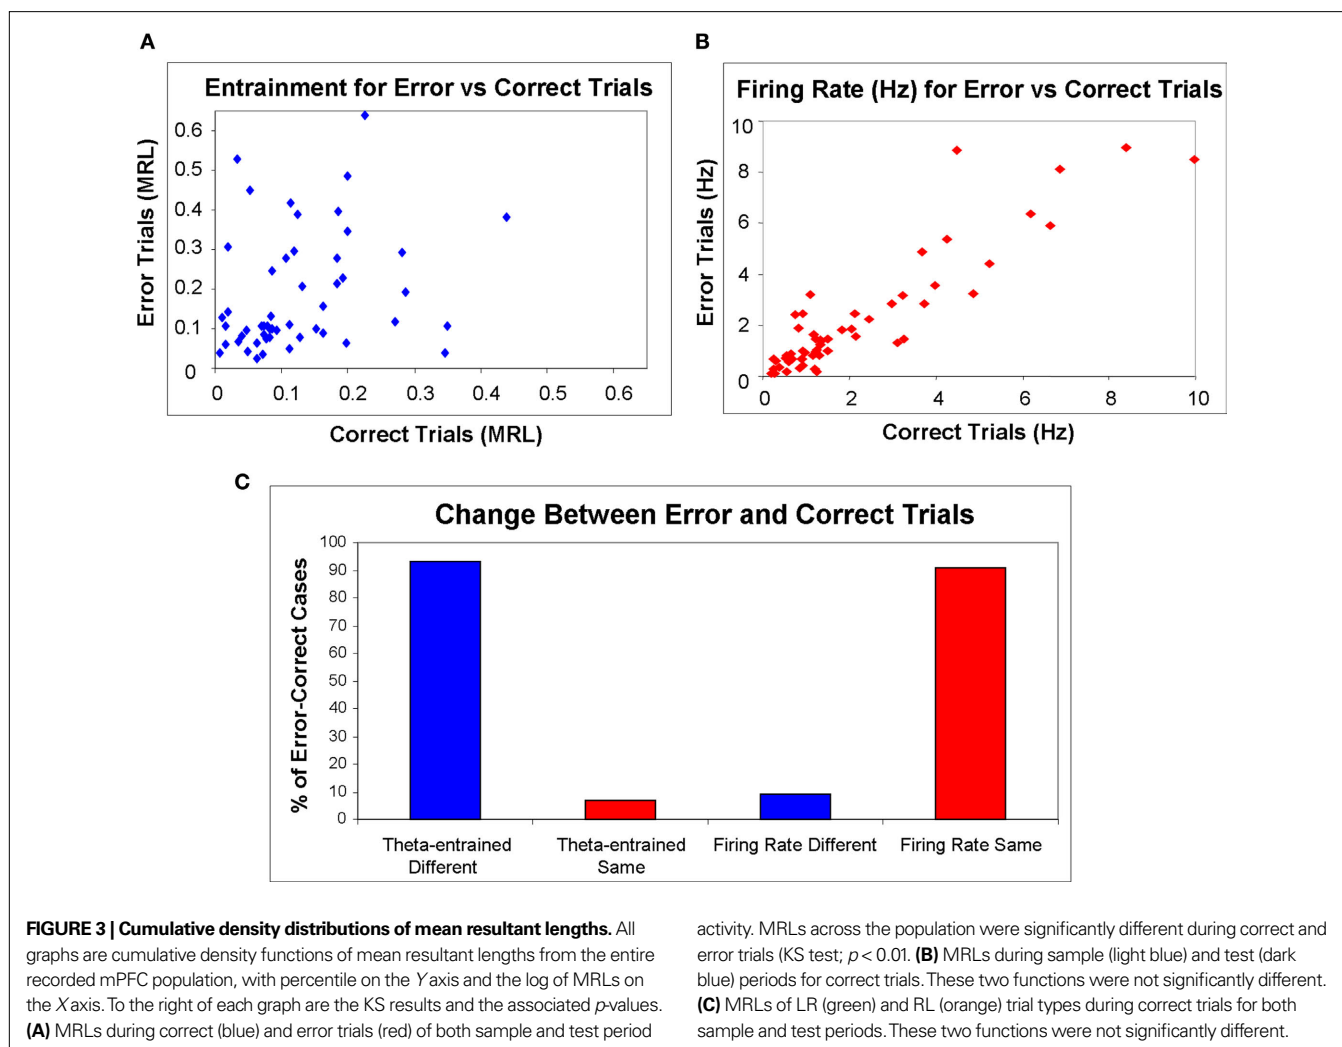 A
Entrainment for Error vs Correct Trials
Error Trials (MRL)
0.6
0.5
0.4
0.3
0.2
0.1
0
0 0.1 0.2 0.3 0.4 0.5 0.6
Correct Trials (MRL)
B
Firing Rate (Hz) for Error vs Correct Trials
Error Trials (Hz)
10
8
6
4
2
0
0 2 4 6 8 10
Correct Trials (Hz)
C
Change Between Error and Correct Trials
% of Error-Correct Cases
100
90
80
70
60
50
40
30
20
10
0
Theta-entrained Different
Theta-entrained Same
Firing Rate Different
Firing Rate Same
FIGURE 3 | Cumulative density distributions of mean resultant lengths. All
graphs are cumulative density functions of mean resultant lengths from the entire
recorded mPFC population, with percentile on the Y axis and the log of MRLs on
the X axis. To the right of each graph are the KS results and the associated p-values.
(A) MRLs during correct (blue) and error trials (red) of both sample and test period
activity. MRLs across the population were significantly different during correct and
error trials (KS test; p < 0.01. (B) MRLs during sample (light blue) and test (dark
blue) periods for correct trials. These two functions were not significantly different.
(C) MRLs of LR (green) and RL (orange) trial types during correct trials for both
sample and test periods. These two functions were not significantly different.